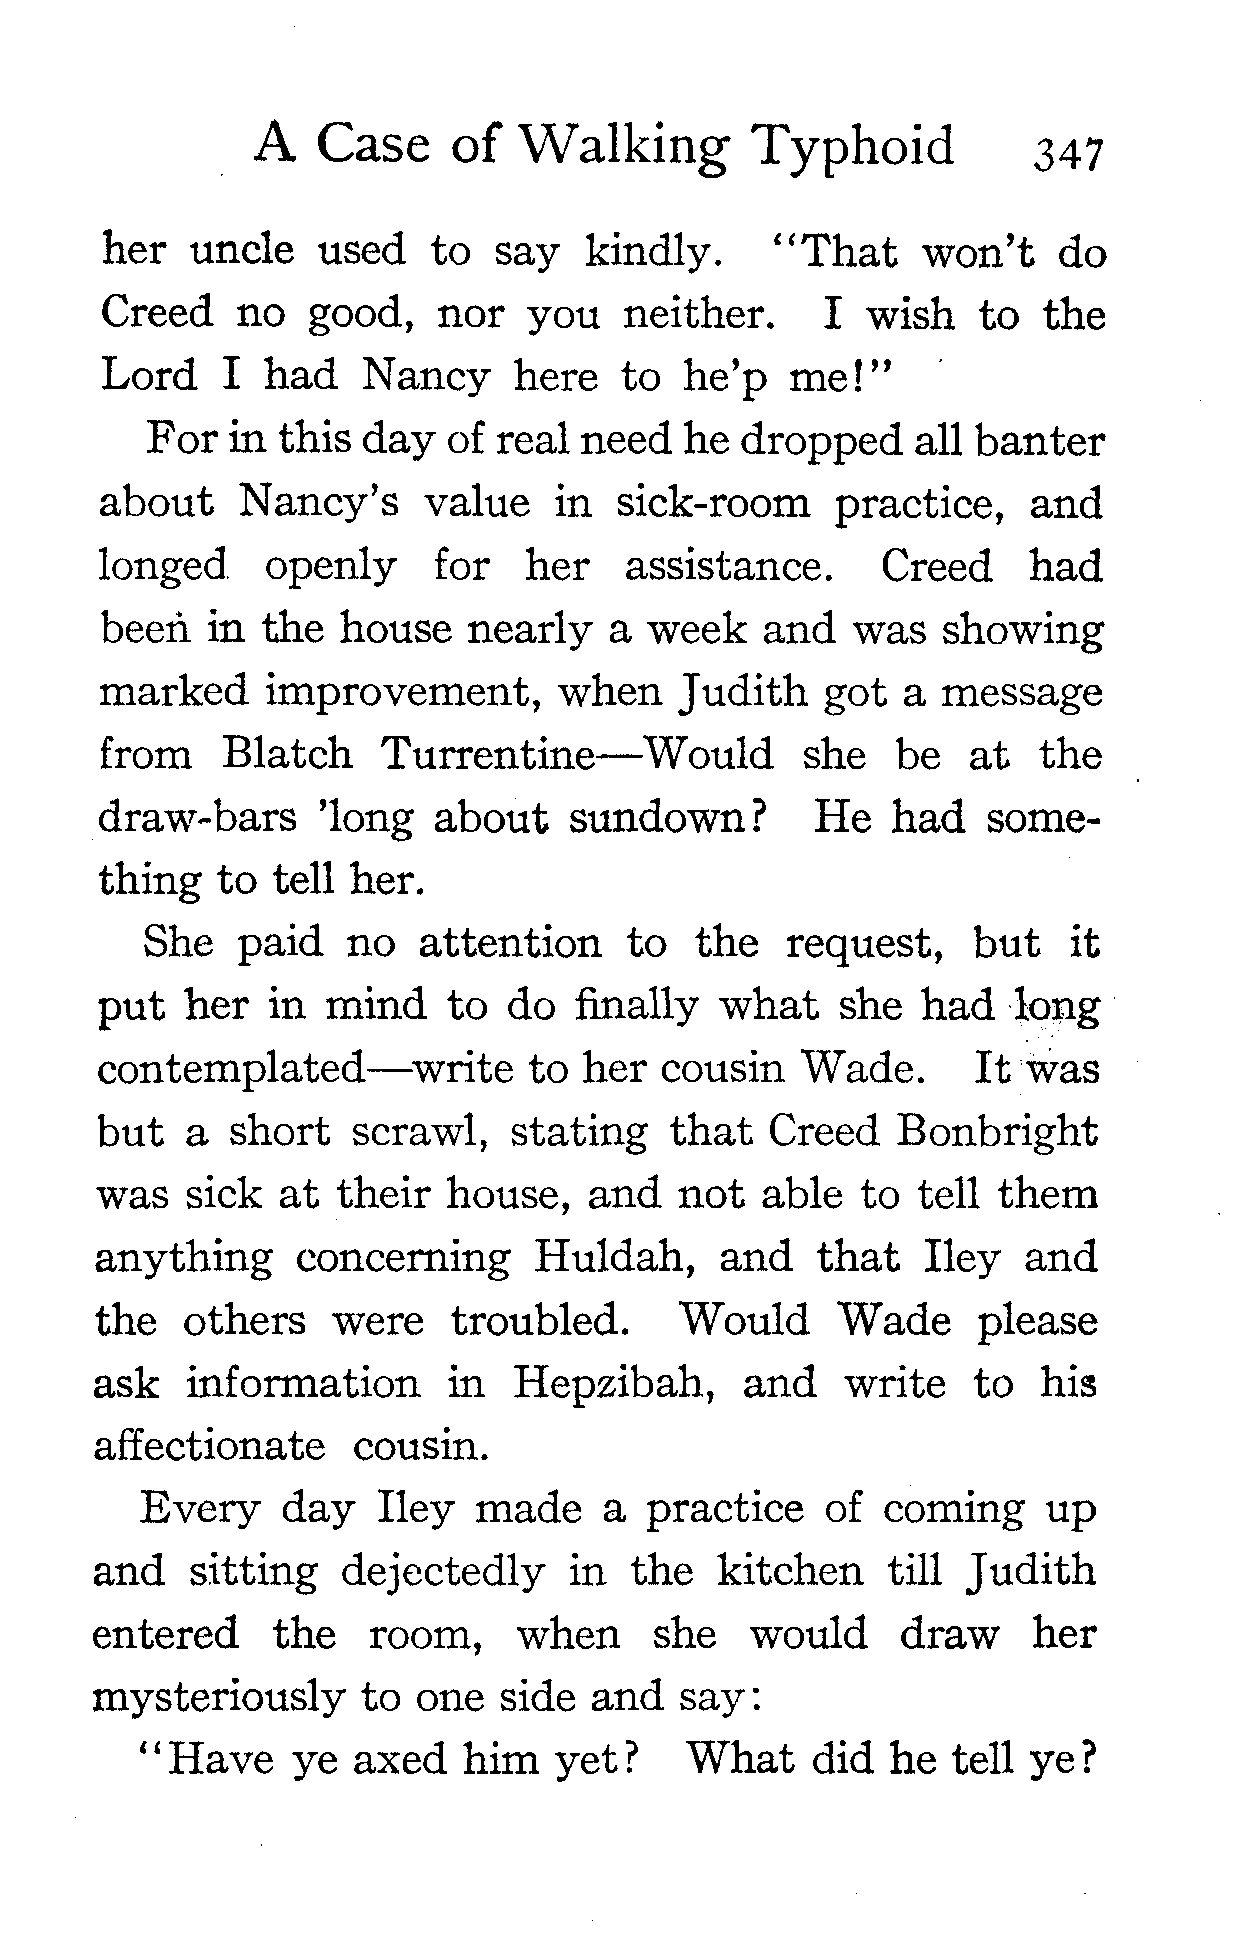 A Case of Walking Typhoid 347
her uncle used to say kindly. "That won't do
Creed no good, nor you neither. I wish to the
Lord I had Nancy here to he'p me!"
For in this day of real need he dropped all banter
about Nancy's value in sick-room practice, and
longed openly for her assistance. Creed had
been in the house nearly a week and was showing
marked improvement, when Judith got a message
from Blatch Turrentine—Would she be at the
draw-bars 'long about sundown? He had some-
thing to tell her.
She paid no attention to the request, but it
put her in mind to do finally what she had long
contemplated—write to her cousin Wade. It was
but a short scrawl, stating that Creed Bonbright
was sick at their house, and not able to tell them
anything concerning Huldah, and that Iley and
the others were troubled. Would Wade please
ask information in Hepzibah, and write to his
affectionate cousin.
Every day Iley made a practice of coming up
and sitting dejectedly in the kitchen till Judith
entered the room, when she would draw her
mysteriously to one side and say:
"Have ye axed him yet? What did he tell ye?